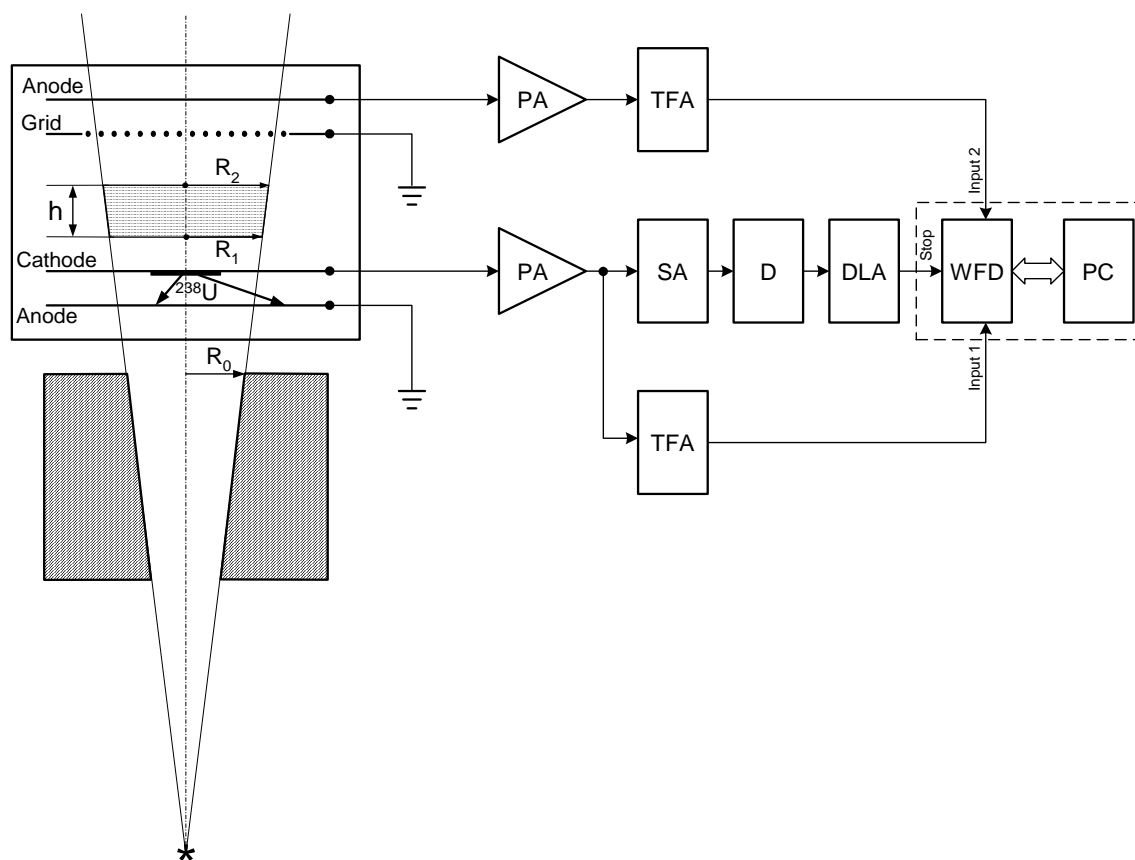 Anode
Grid
R2
h
R1
Cathode
238U
Anode
R0
*
PA
TFA
Input 2
PA
SA
D
DLA
Stop
WFD
PC
Input 1
TFA